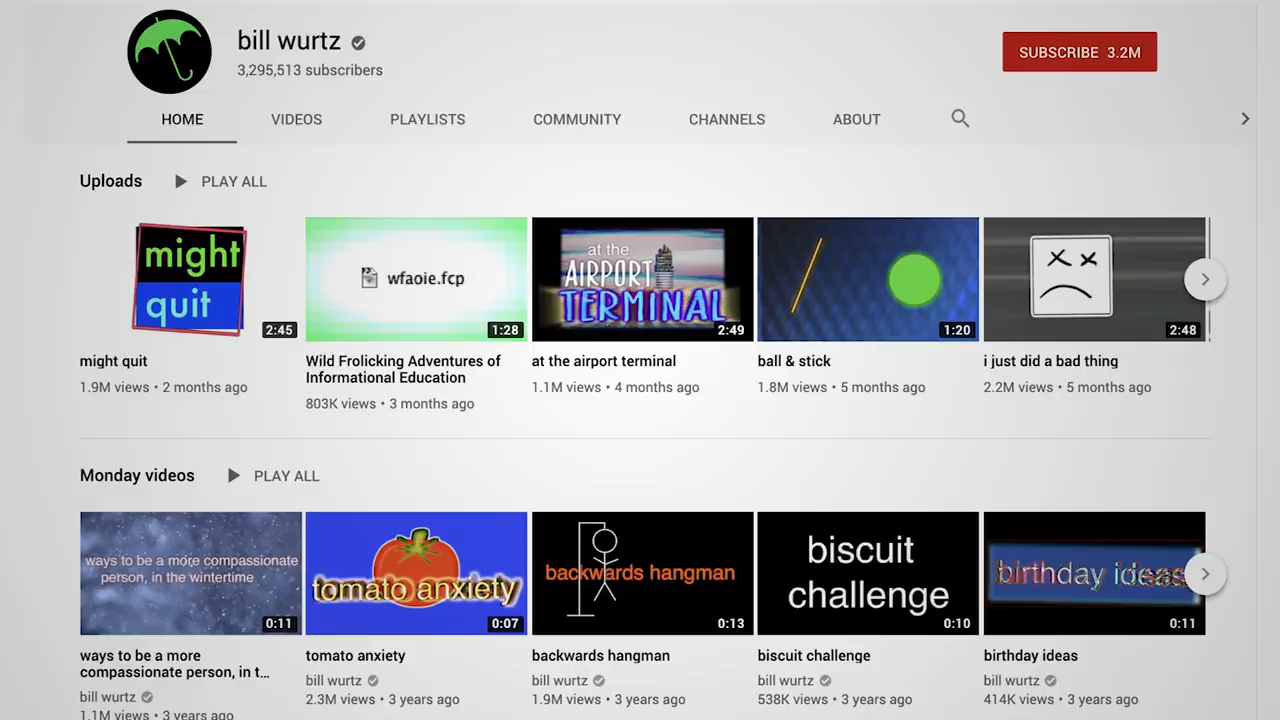 bill wurtz
3,295,513 subscribers
SUBSCRIBE 3.2M
HOME VIDEOS PLAYLISTS COMMUNITY CHANNELS ABOUT
Uploads PLAY ALL
might
quit
2:45
wfaoie.fcp
1:28
at the
AIRPORT
TERMINAL
2:49
1:20
2:48
might quit
1.9M views • 2 months ago
Wild Frolicking Adventures of
Informational Education
803K views • 3 months ago
at the airport terminal
1.1M views • 4 months ago
ball & stick
1.8M views • 5 months ago
i just did a bad thing
2.2M views • 5 months ago
Monday videos PLAY ALL
ways to be a more compassionate
person, in the wintertime
0:11
tomato anxiety
0:07
backwards hangman
0:13
biscuit
challenge
0:10
birthday ideas
0:11
ways to be a more
compassionate person, in t...
bill wurtz
1.1M views • 3 years ago
tomato anxiety
bill wurtz
2.3M views • 3 years ago
backwards hangman
bill wurtz
1.9M views • 3 years ago
biscuit challenge
bill wurtz
538K views • 3 years ago
birthday ideas
bill wurtz
414K views • 3 years ago